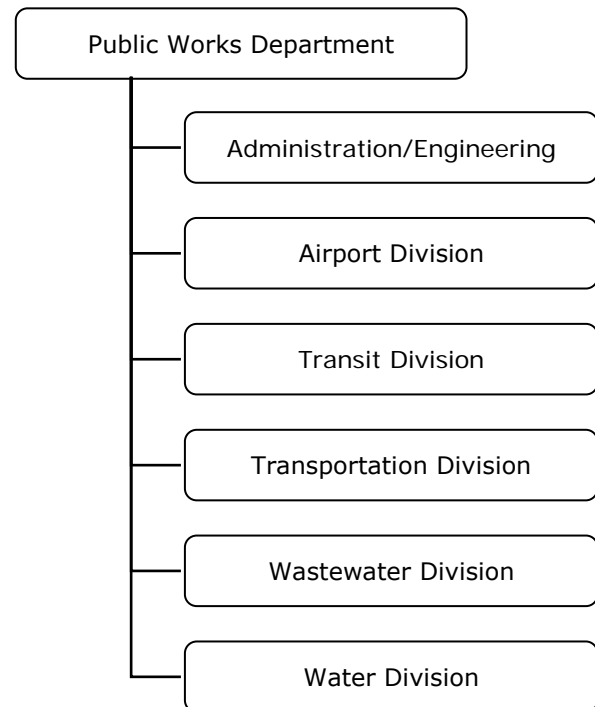 Public Works Department
Administration/Engineering
Airport Division
Transit Division
Transportation Division
Wastewater Division
Water Division